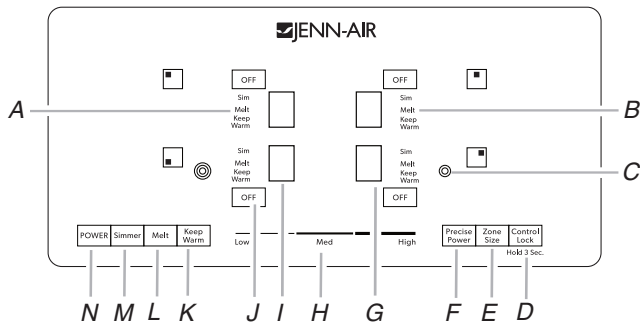 JENN-AIR
OFF
OFF
Sim
Melt
Keep
Warm
Sim
Melt
Keep
Warm
A
B
Sim
Melt
Keep
Warm
Sim
Melt
Keep
Warm
C
OFF
OFF
POWER
Simmer
Melt
Keep
Warm
Low
Med
High
Precise
Power
Zone
Size
Control
Lock
Hold 3 Sec.
N
M
L
K
J
I
H
G
F
E
D